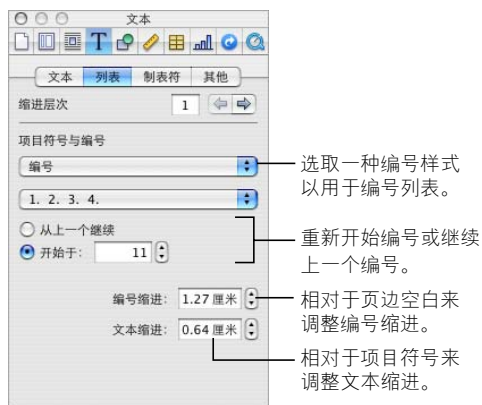 文本
文本 列表 制表符 其他
缩进层次 1
项目符号与编号
编号
1. 2. 3. 4.
从上一个继续
开始于: 11
编号缩进: 1.27 厘米
文本缩进: 0.64 厘米
选取一种编号样式
以用于编号列表。
重新开始编号或继续
上一个编号。
相对于页边空白来
调整编号缩进。
相对于项目符号来
调整文本缩进。